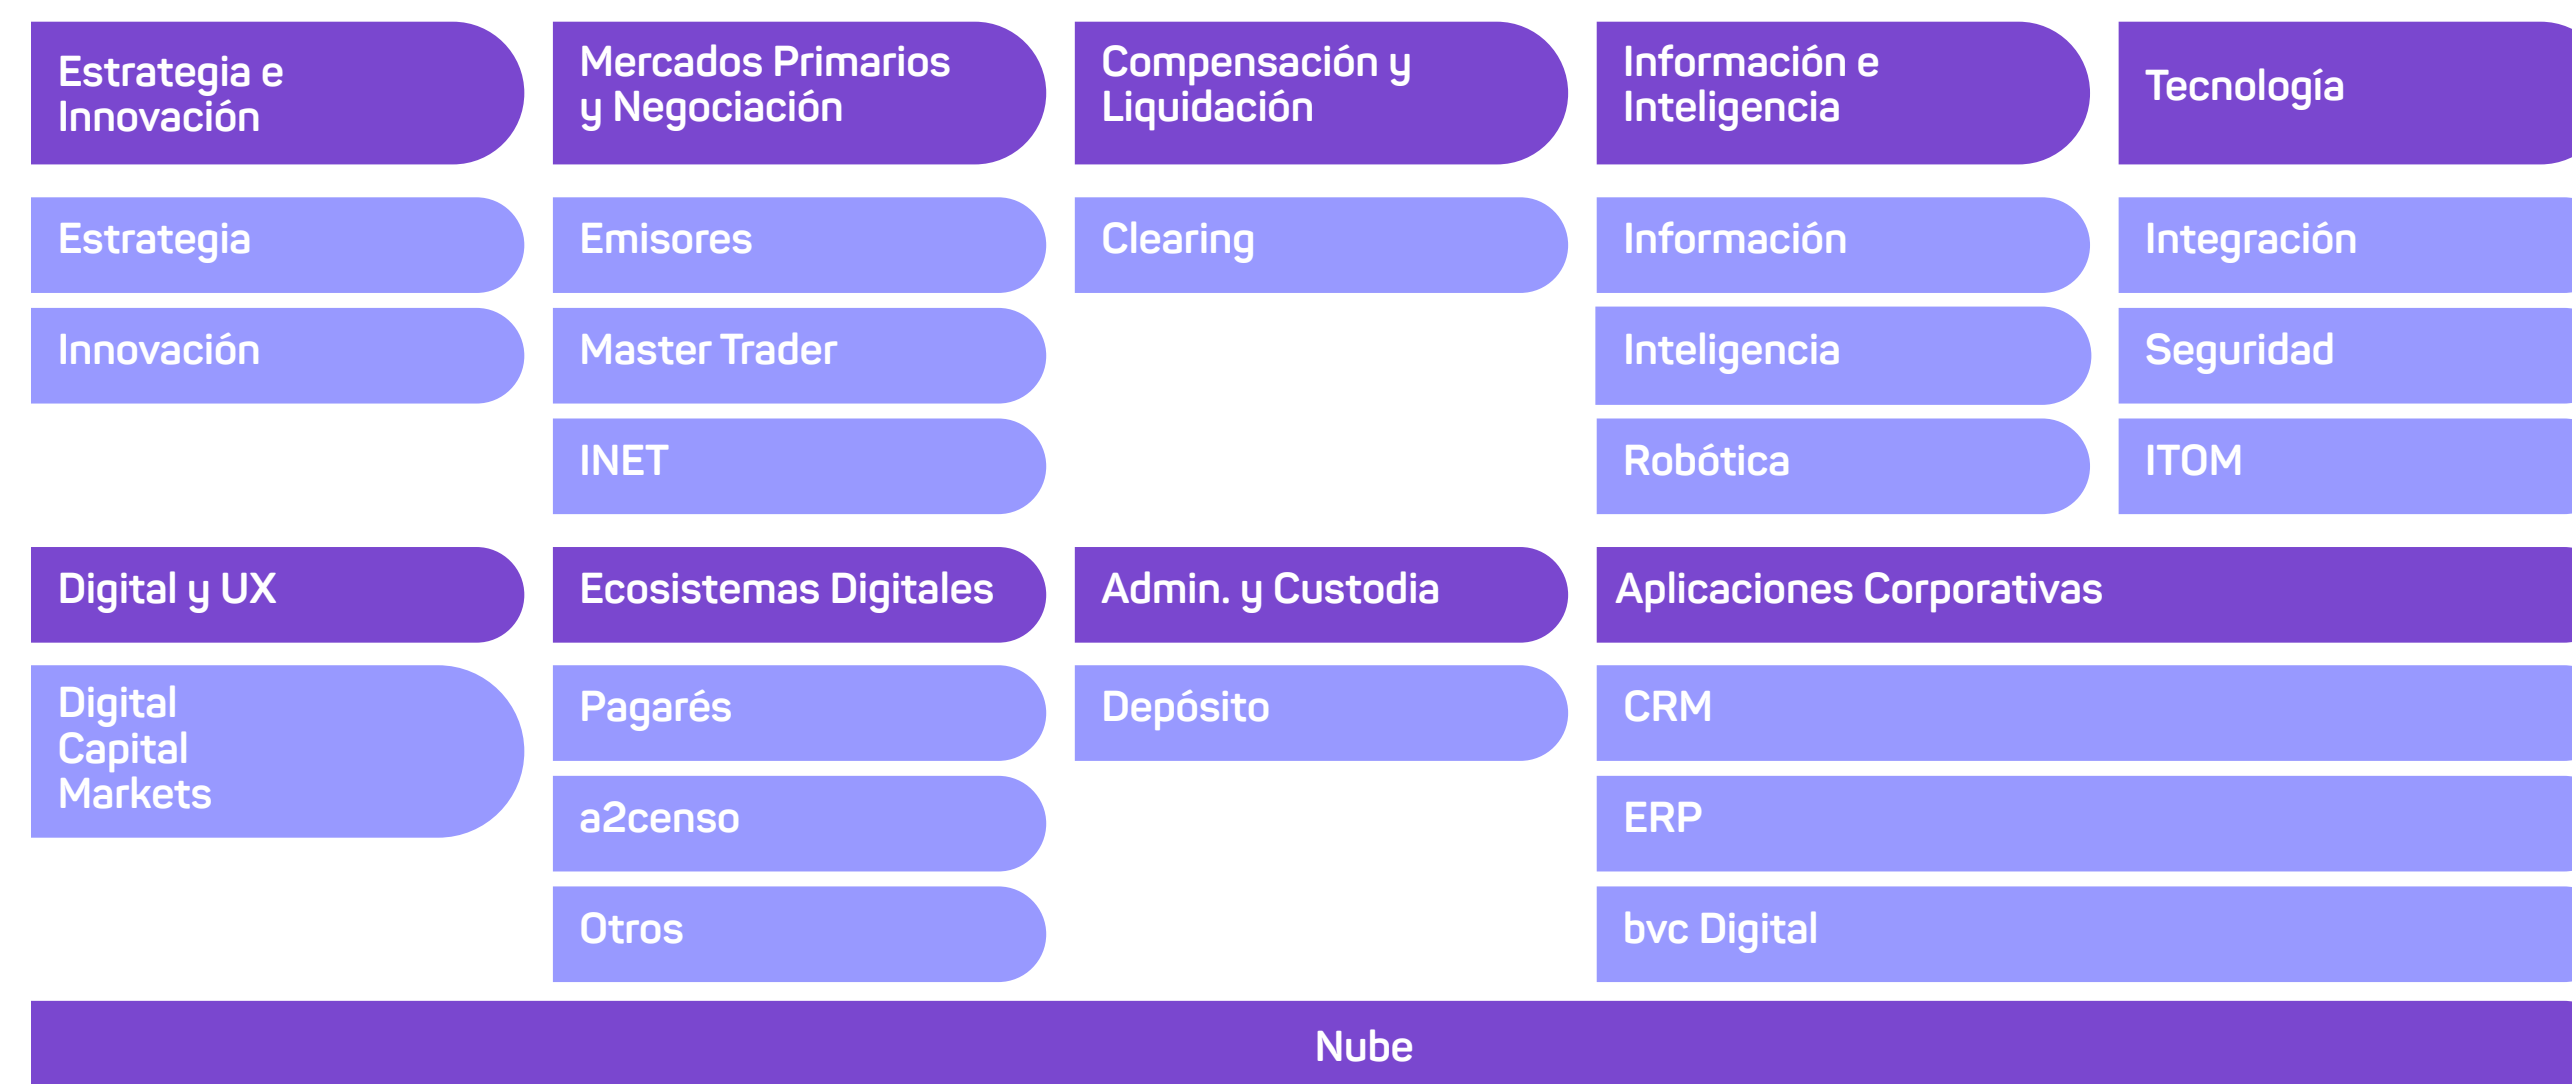 Estrategia e
Innovación
Mercados Primarios
y Negociación
Compensación y
Liquidación
Información e
Inteligencia
Tecnología
Estrategia
Emisores
Clearing
Información
Integración
Innovación
Master Trader
Inteligencia
Seguridad
INET
Robótica
ITOM
Digital y UX
Ecosistemas Digitales
Admin. y Custodia
Aplicaciones Corporativas
Digital
Capital
Markets
Pagarés
Depósito
CRM
a2censo
ERP
Otros
bvc Digital
Nube